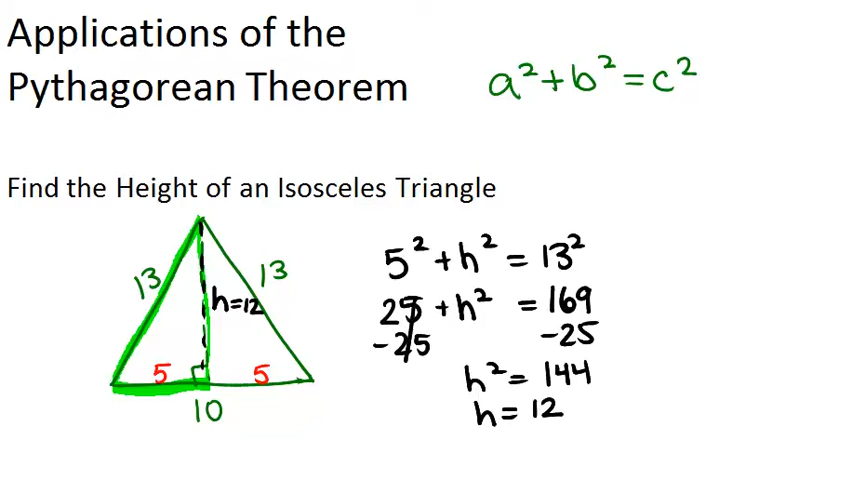 Applications of the
Pythagorean Theorem
a² + b² = c²
Find the Height of an Isosceles Triangle
13
13
h=12
5
5
10
5² + h² = 13²
25 + h² = 169
-25 -25
h² = 144
h = 12